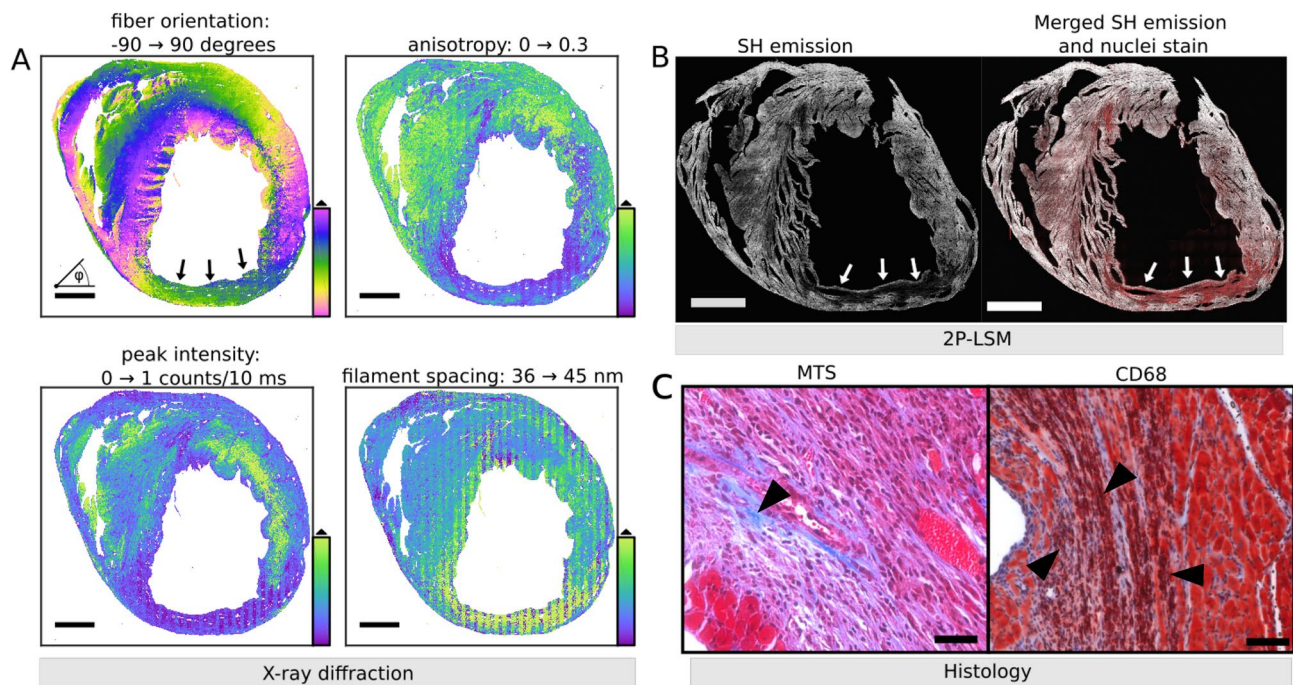 A
fiber orientation:
-90 → 90 degrees
anisotropy: 0 → 0.3
φ
peak intensity:
0 → 1 counts/10 ms
filament spacing: 36 → 45 nm
X-ray diffraction
B
SH emission
Merged SH emission
and nuclei stain
2P-LSM
C
MTS
CD68
Histology